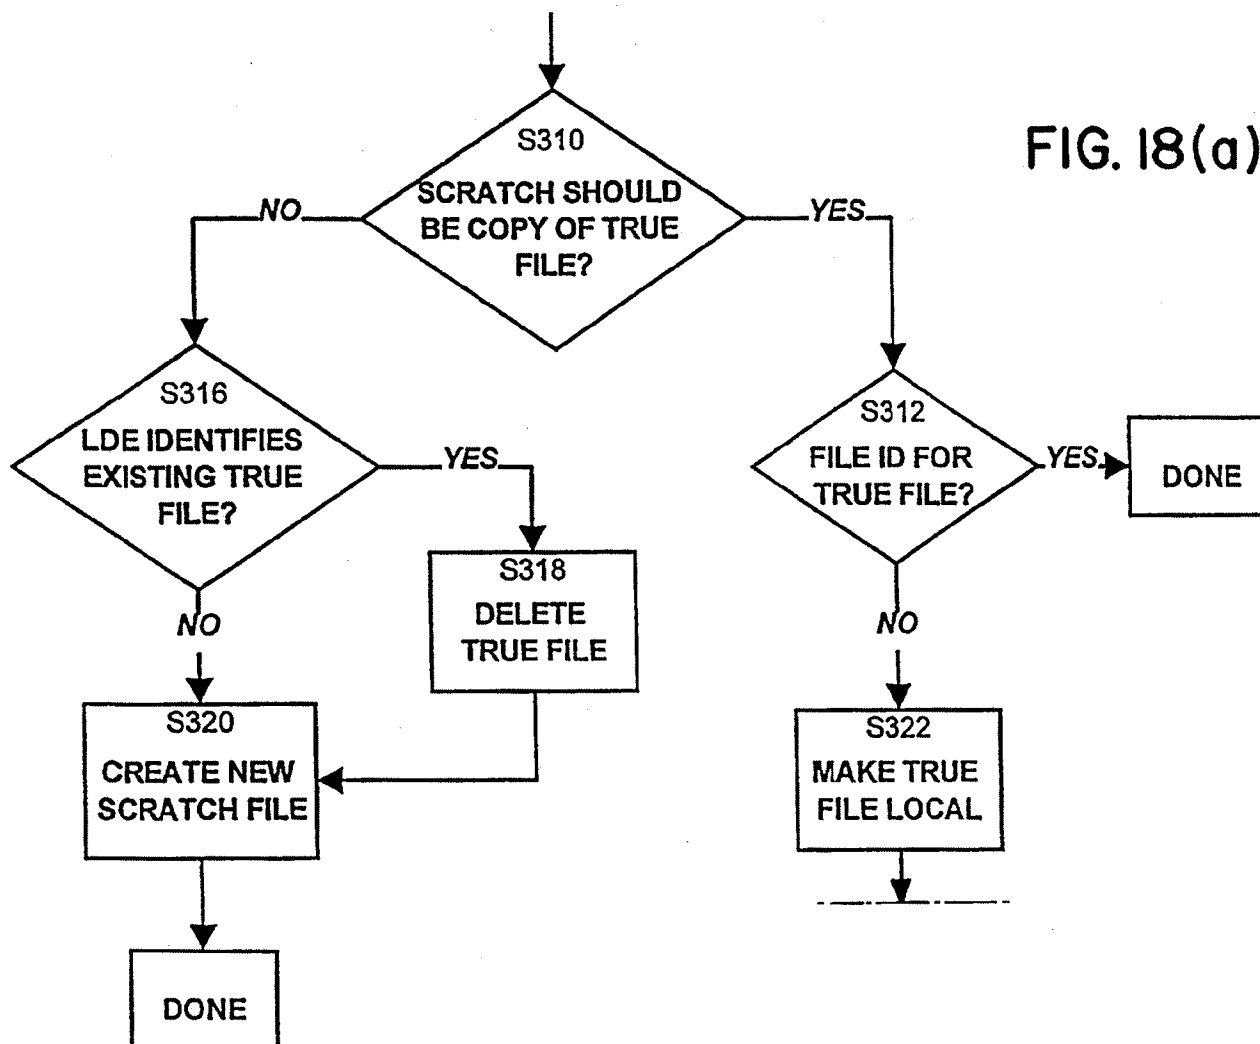 FIG. 18(a)
S310
SCRATCH SHOULD
BE COPY OF TRUE
FILE?
NO
YES
S316
LDE IDENTIFIES
EXISTING TRUE
FILE?
YES
NO
S312
FILE ID FOR
TRUE FILE?
YES
DONE
NO
S318
DELETE
TRUE FILE
S320
CREATE NEW
SCRATCH FILE
S322
MAKE TRUE
FILE LOCAL
DONE